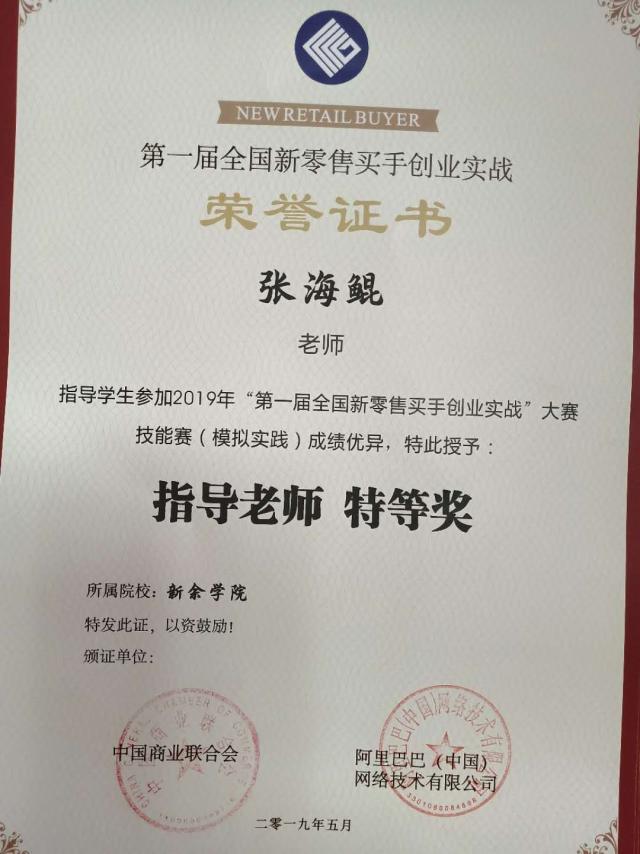 NEW RETAIL BUYER
第一届全国新零售买手创业实战
荣誉证书
张海鲲
老师
指导学生参加2019年“第一届全国新零售买手创业实战”大赛
技能赛(模拟实践)成绩优异,特此授予:
指导老师 特等奖
所属院校:新余学院
特发此证,以资鼓励!
颁证单位:
中国商业联合会
阿里巴巴(中国)
网络技术有限公司
二零一九年五月